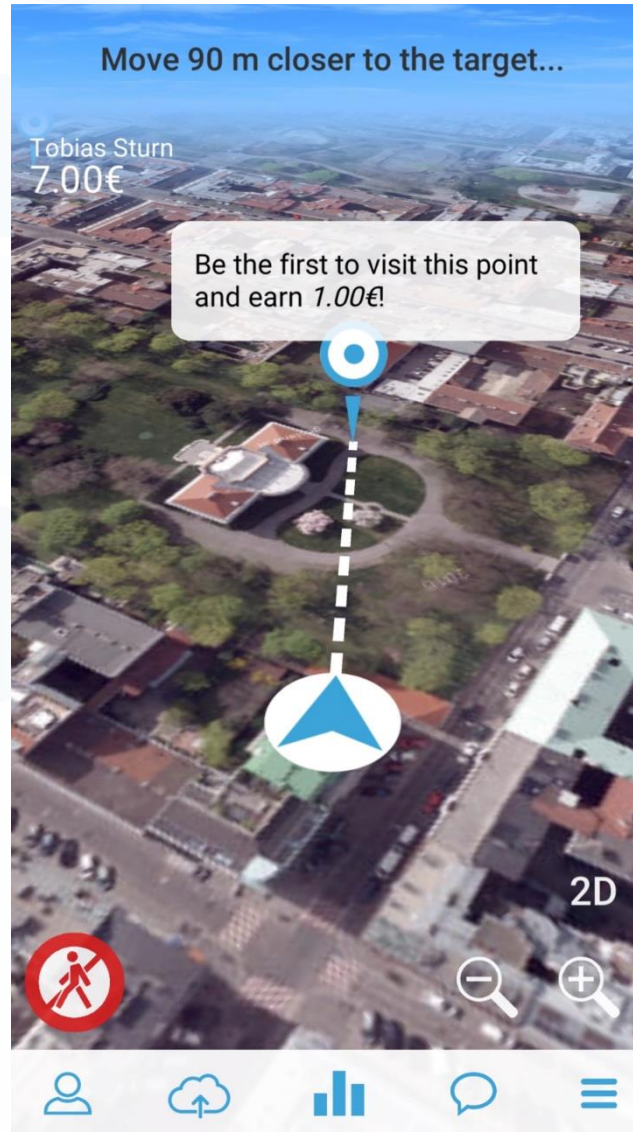 Move 90 m closer to the target...
Tobias Sturn
7.00€
Be the first to visit this point
and earn 1.00€!
2D